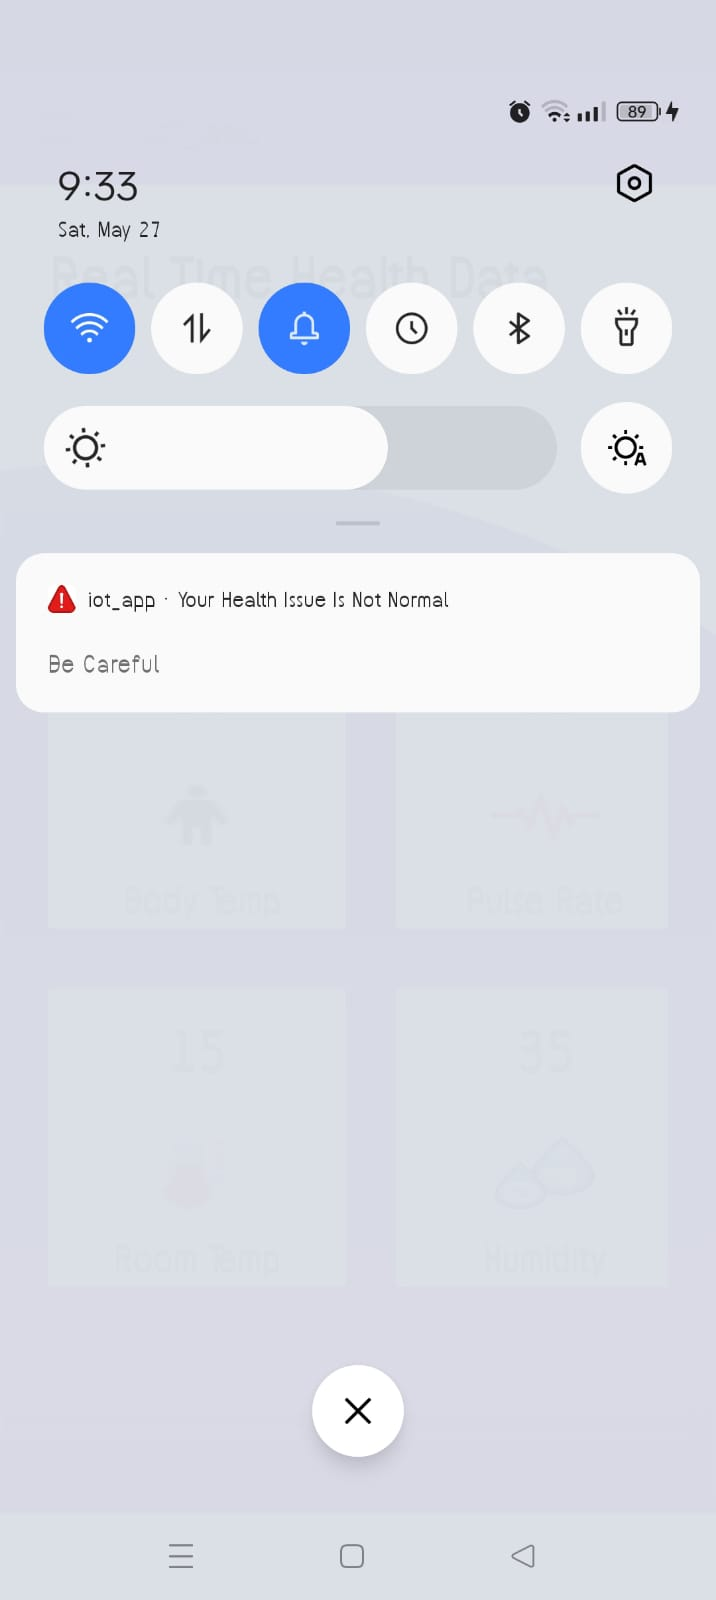 89
9:33
Sat, May 27
Real Time Health Data
A
iot_app · Your Health Issue Is Not Normal
Be Careful
Body Temp
Pulse Rate
15
35
Room Temp
Humidity